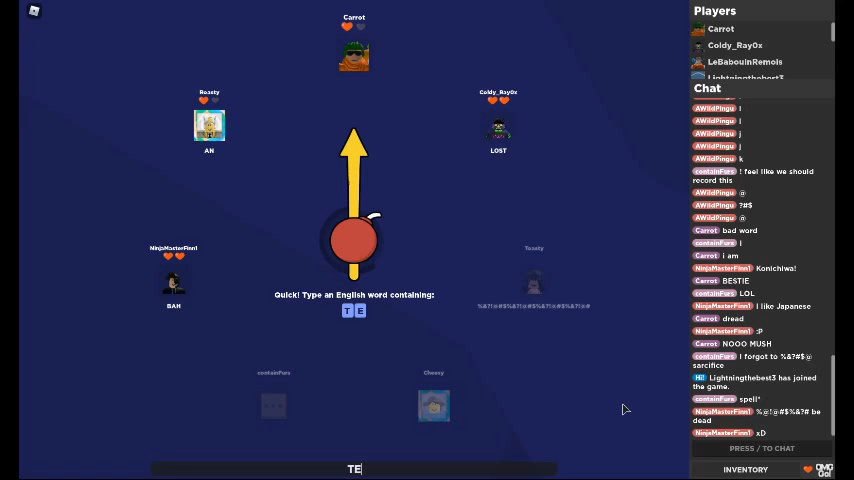 Players
Carrot
Coldy_Ray0x
LeBabouinRemois
Lightningthebest3
Chat
AWildPingu !
AWildPingu j
AWildPingu j
AWildPingu j
AWildPingu k
containFurs I feel like we should
record this
AWildPingu @
AWildPingu ?#$
AWildPingu @
Carrot bad word
containFurs I
Carrot i am
NinjaMasterFinn1 Konichiwa!
Carrot BESTIE
containFurs LOL
NinjaMasterFinn1 I like Japanese
Carrot dread
NinjaMasterFinn1 :P
Carrot NOOO MUSH
containFurs I forgot to %&?#$@
sarcifice
Hi! Lightningthebest3 has joined
the game.
containFurs spell*
NinjaMasterFinn1 %@!@#$%&?# be
dead
NinjaMasterFinn1 xD
PRESS / TO CHAT
INVENTORY
OMG
Go!
Carrot
Roasty
AN
Coldy_Ray0x
LOST
NinjaMasterFinn1
BAH
Toasty
%&?!@#$%&?!@#$%&?!@#$%&?!@#
Quick! Type an English word containing:
T E
containFurs
Cheesy
TE